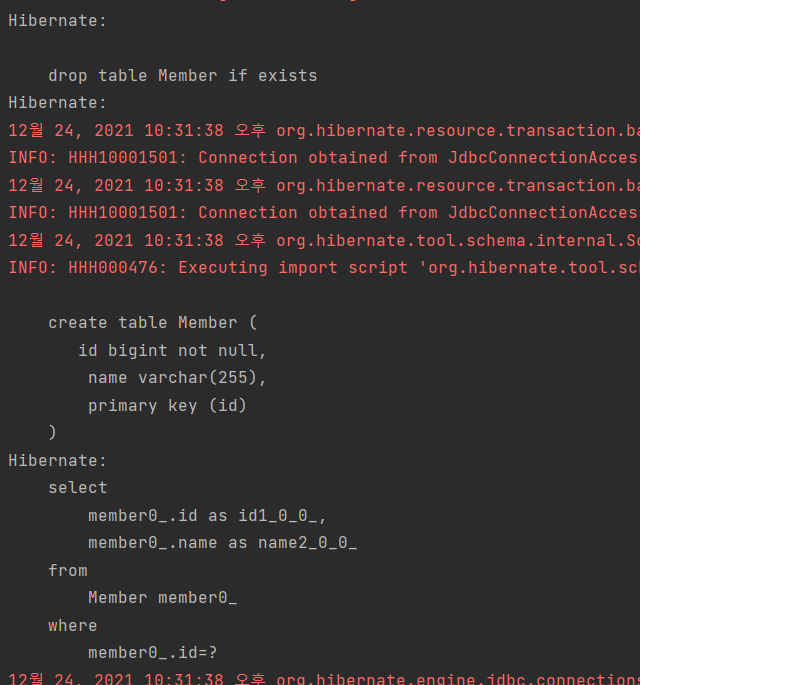 Hibernate:
drop table Member if exists
Hibernate:
12월 24, 2021 10:31:38 오후 org.hibernate.resource.transaction.ba
INFO: HHH10001501: Connection obtained from JdbcConnectionAcces
12월 24, 2021 10:31:38 오후 org.hibernate.resource.transaction.ba
INFO: HHH10001501: Connection obtained from JdbcConnectionAcces
12월 24, 2021 10:31:38 오후 org.hibernate.tool.schema.internal.Sc
INFO: HHH000476: Executing import script 'org.hibernate.tool.sch
create table Member (
id bigint not null,
name varchar(255),
primary key (id)
)
Hibernate:
select
member0_.id as id1_0_0_,
member0_.name as name2_0_0_
from
Member member0_
where
member0_.id=?
12월 24, 2021 10:31:38 오후 org.hibernate.engine.jdbc.connections